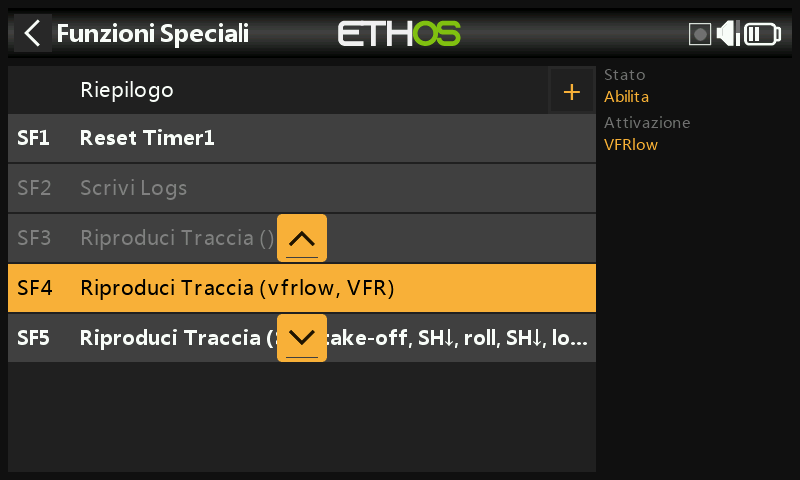 Funzioni Speciali
ETHOS
Riepilogo
+
Stato
Abilita
Attivazione
VFRlow
SF1 Reset Timer1
SF2 Scrivi Logs
SF3 Riproduci Traccia ()
SF4 Riproduci Traccia (vfrlow, VFR)
SF5 Riproduci Traccia ( take-off, SH↓, roll, SH↓, lo...